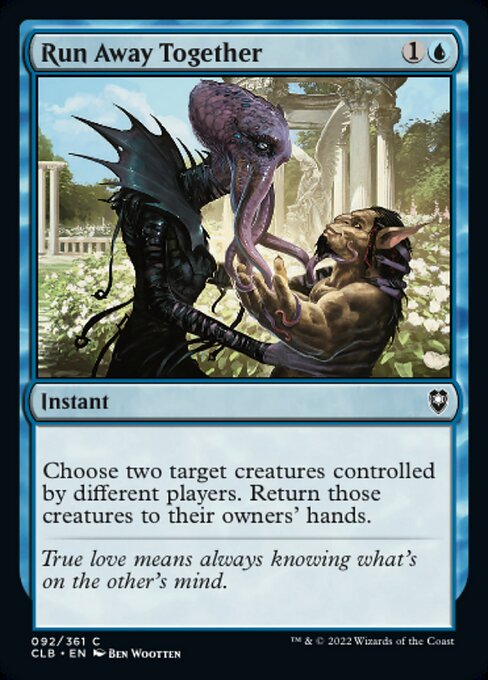 Run Away Together 1
Instant
Choose two target creatures controlled
by different players. Return those
creatures to their owners' hands.
True love means always knowing what's
on the other's mind.
092/361 C
™ & © 2022 Wizards of the Coast
CLB • EN Ben Wootten